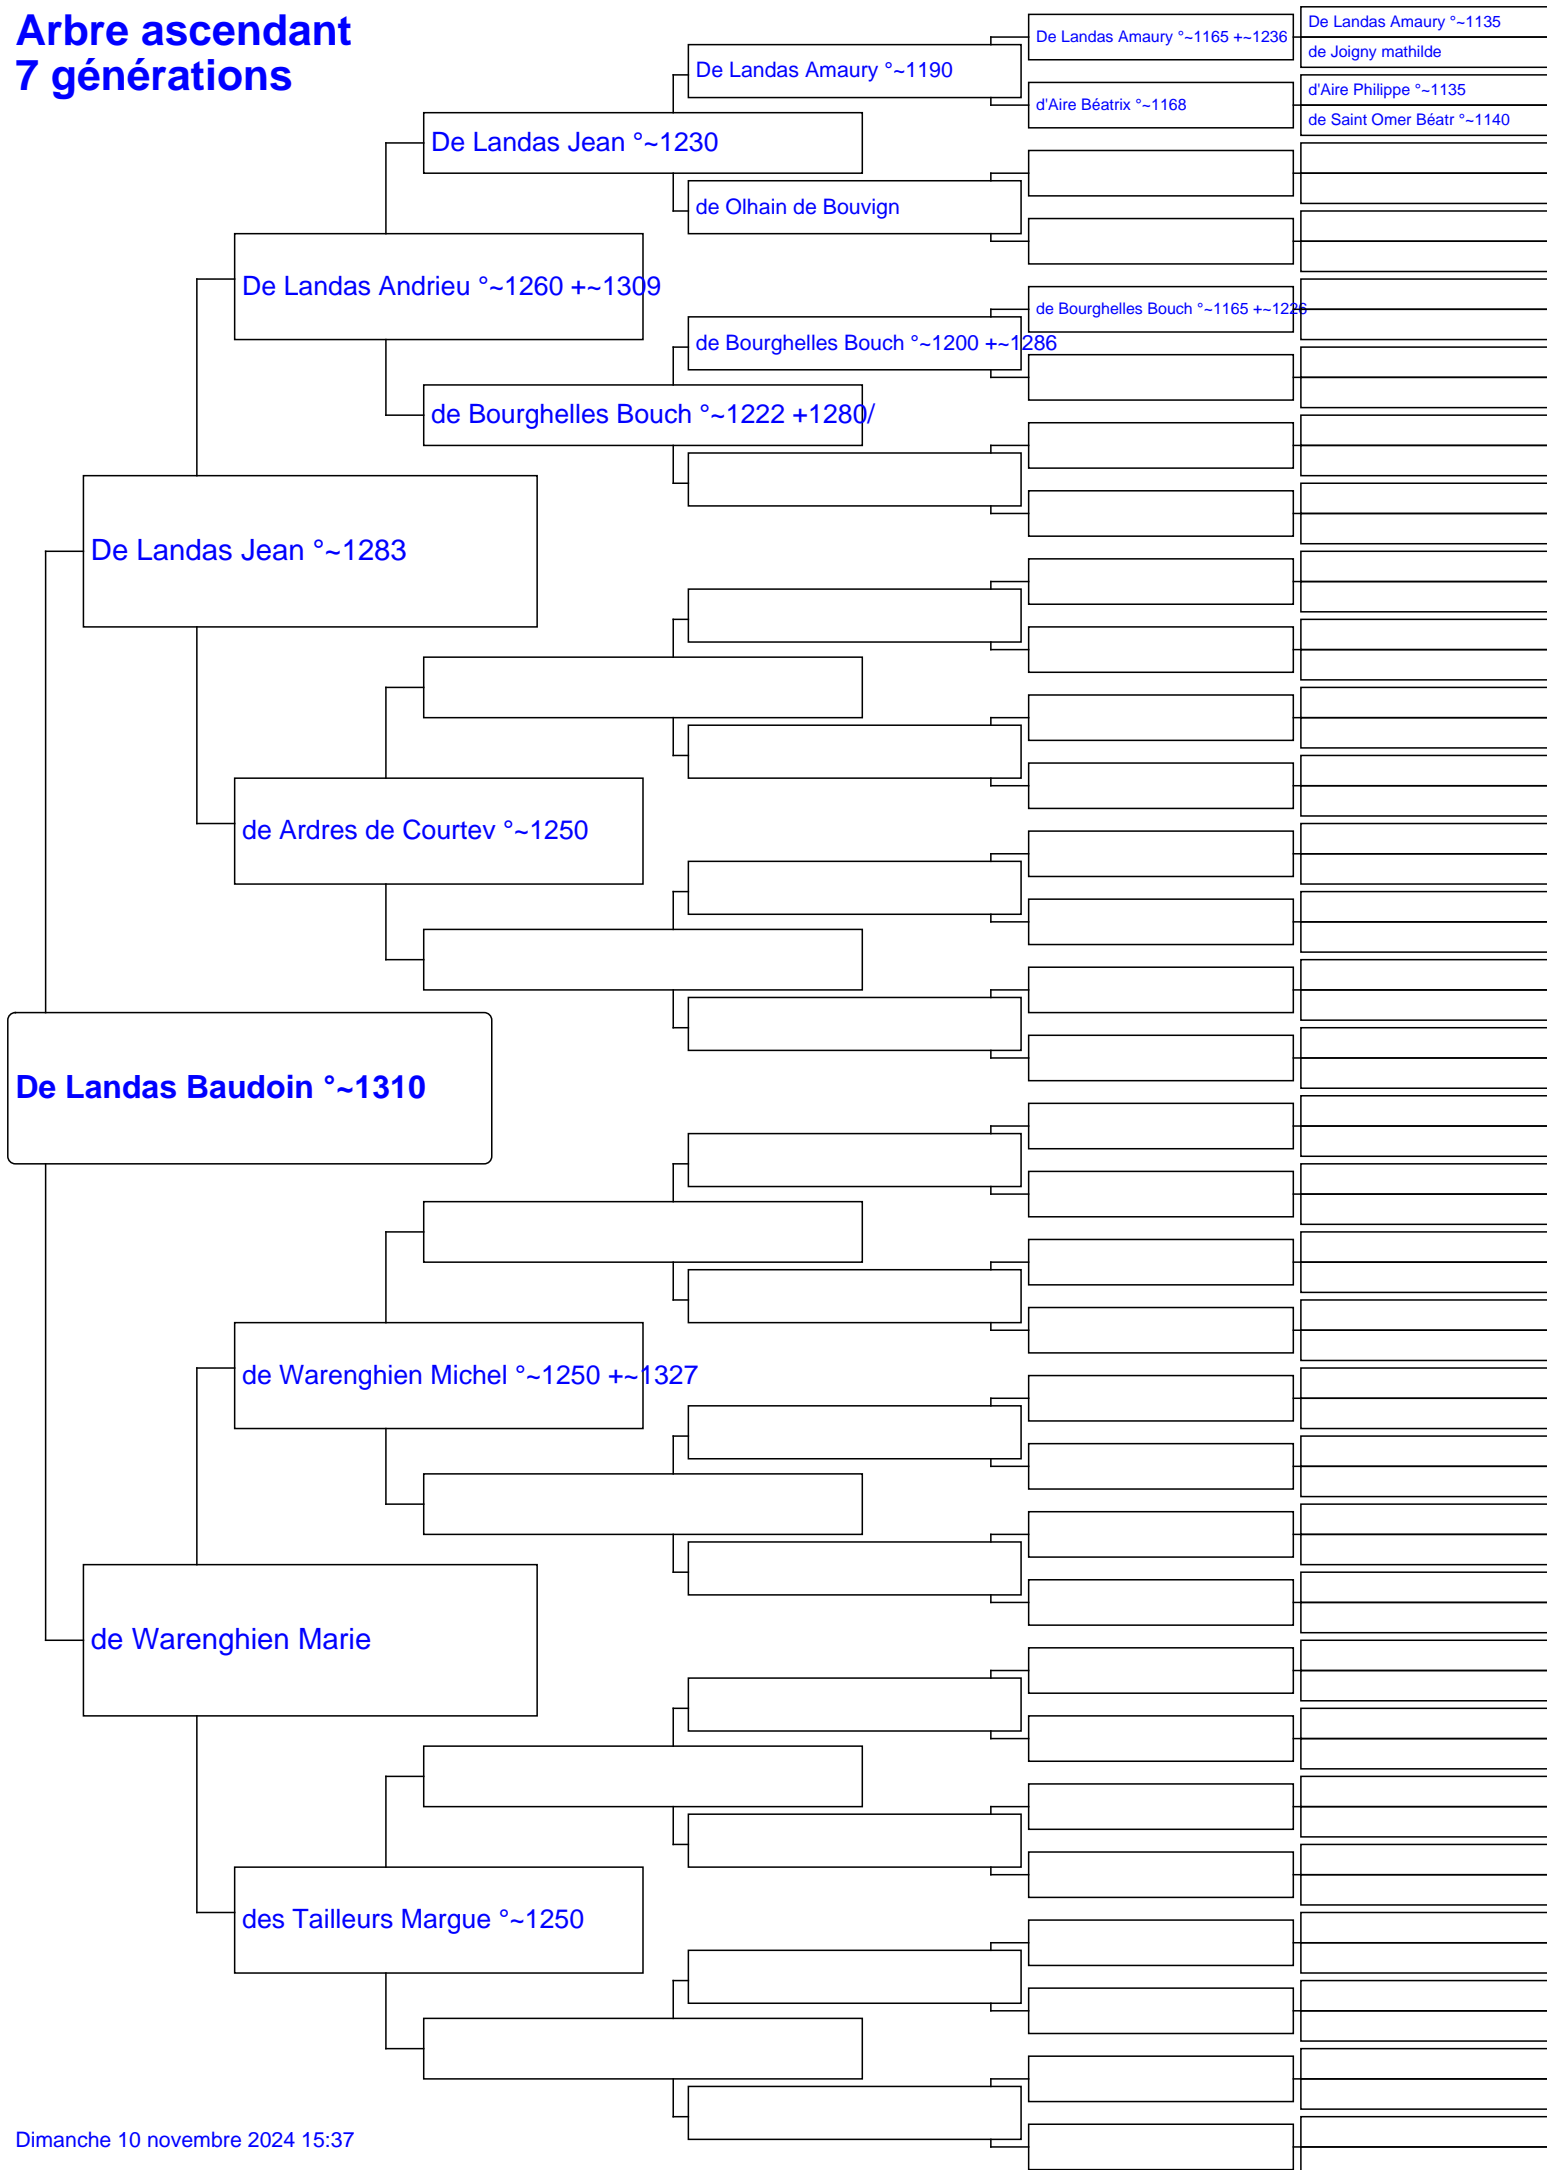 Arbre ascendant
7 générations
De Landas Amaury °~1135
De Landas Amaury °~1165 +~1236
de Joigny mathilde
De Landas Amaury °~1190
d'Aire Philippe °~1135
d'Aire Béatrix °~1168
de Saint Omer Béatr °~1140
De Landas Jean °~1230
de Olhain de Bouvign
De Landas Andrieu °~1260 +~1309
de Bourghelles Bouch °~1165 +~1226
de Bourghelles Bouch °~1200 +~1286
de Bourghelles Bouch °~1222 +1280/
De Landas Jean °~1283
de Ardres de Courtev °~1250
De Landas Baudoin °~1310
de Warenghien Michel °~1250 +~1327
de Warenghien Marie
des Tailleurs Margue °~1250
Dimanche 10 novembre 2024 15:37